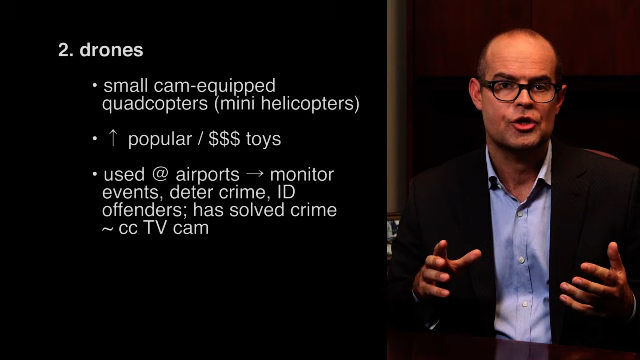 2. drones
• small cam-equipped
quadcopters (mini helicopters)
• ↑ popular / $$$ toys
• used @ airports → monitor
events, deter crime, ID
offenders; has solved crime
~ cc TV cam